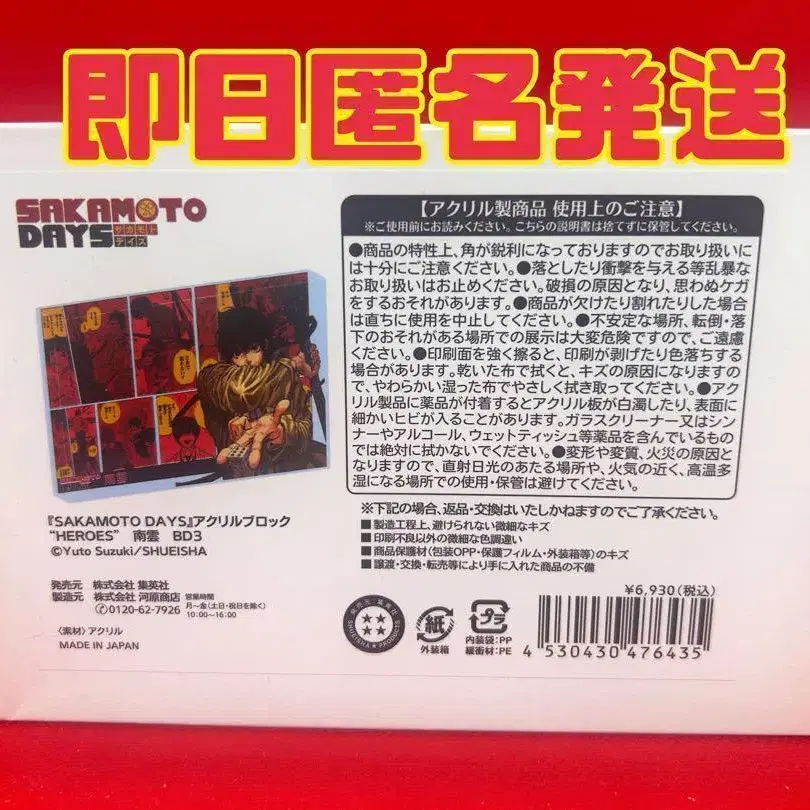 即日匿名発送
SAKAMOTO
DAYS サカモト
デイズ
【アクリル製商品 使用上のご注意】
※ご使用前にお読みください。こちらの説明書は捨てずに保管してください。
●商品の特性上、角が鋭利になっておりますのでお取り扱いに
は十分にご注意ください。●落としたり衝撃を与える等乱暴な
お取り扱いはお止めください。破損の原因となり、思わぬケガ
をするおそれがあります。●商品が欠けたり割れたりした場合
は直ちに使用を中止してください。●不安定な場所、転倒・落
下のおそれがある場所での展示は大変危険ですので、ご遠慮
ください。●印刷面を強く擦ると、印刷が剥げたり色落ちする
場合があります。乾いた布で拭くと、キズの原因になりますの
で、やわらかい湿った布でやさしく拭き取ってください。●アク
リル製品に薬品が付着するとアクリル板が白濁したり、表面に
細かいヒビが入ることがあります。ガラスクリーナー又はシン
ナーやアルコール、ウェットティッシュ等薬品を含んでいるもの
では絶対に拭かないでください。●変形や変質、火災の原因と
なりますので、直射日光のあたる場所や、火気の近く、高温多
湿になる場所での使用・保管は避けてください。
※下記の場合、返品・交換はいたしかねますのでご了承ください。
■製造工程上、避けられない微細なキズ
■印刷不良以外の微細な色調違い
■商品保護材(包装OPP・保護フィルム・外装箱等)のキズ
■譲渡・交換・転売等により手に入れた商品の不備
南雲
『SAKAMOTO DAYS』アクリルブロック
“HEROES” 南雲 BD3
©Yuto Suzuki/SHUEISHA
発売元 株式会社 集英社
製造元 株式会社 河原商店
0120-62-7926 営業時間
月〜金(土日・祝日を除く)
10:00〜16:00
〈素材〉アクリル
MADE IN JAPAN
発売元・集英社
SHUEISHA PRODUCTS
紙
外装箱
プラ
内装袋:PP
緩衝材:PE
¥6,930(税込)
4 530430 476435